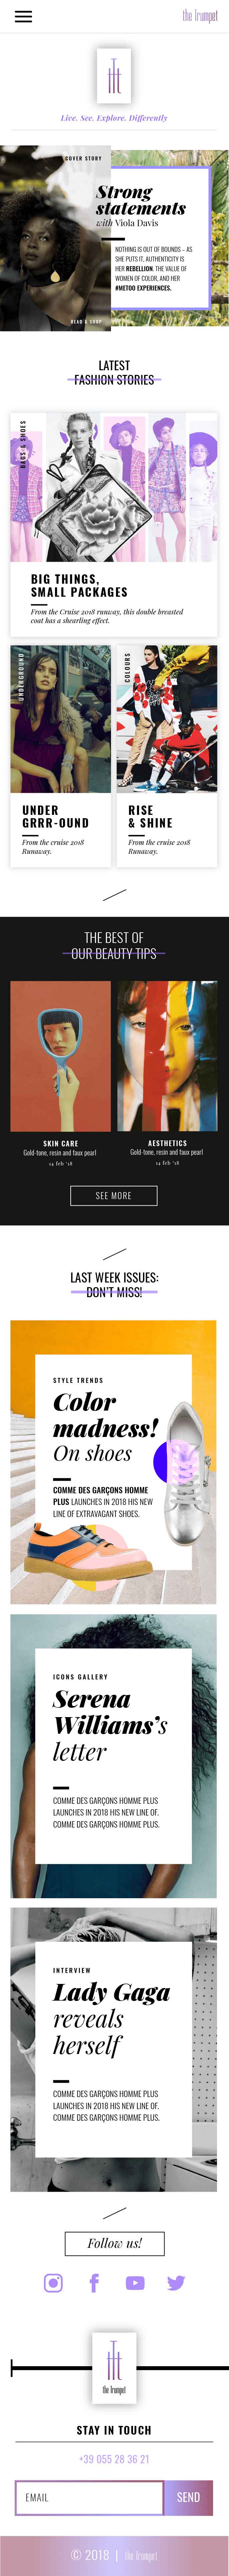 the Trumpet
Live. See. Explore. Differently
COVER STORY
Strong
statements
with Viola Davis
NOTHING IS OUT OF BOUNDS – AS
SHE PUTS IT, AUTHENTICITY IS
HER REBELLION. THE VALUE OF
WOMEN OF COLOR, AND HER
#METOO EXPERIENCES.
READ & SHOP
LATEST
FASHION STORIES
BAGS & SHOES
BIG THINGS,
SMALL PACKAGES
From the Cruise 2018 runway, this double breasted
coat has a shearling effect.
UNDERGROUND
UNDER
GRRR-OUND
From the cruise 2018
Runaway.
COLOURS
RISE
& SHINE
From the cruise 2018
Runaway.
THE BEST OF
OUR BEAUTY TIPS
SKIN CARE
Gold-tone, resin and faux pearl
14 feb '18
AESTHETICS
Gold-tone, resin and faux pearl
14 feb '18
SEE MORE
LAST WEEK ISSUES:
DON'T MISS!
STYLE TRENDS
Color
madness!
On shoes
COMME DES GARÇONS HOMME
PLUS LAUNCHES IN 2018 HIS NEW
LINE OF EXTRAVAGANT SHOES.
ICONS GALLERY
Serena
Williams's
letter
COMME DES GARÇONS HOMME PLUS
LAUNCHES IN 2018 HIS NEW LINE OF.
COMME DES GARÇONS HOMME PLUS.
INTERVIEW
Lady Gaga
reveals
herself
COMME DES GARÇONS HOMME PLUS
LAUNCHES IN 2018 HIS NEW LINE OF.
COMME DES GARÇONS HOMME PLUS.
Follow us!
the Trumpet
STAY IN TOUCH
+39 055 28 36 21
EMAIL
SEND
© 2018 | the Trumpet